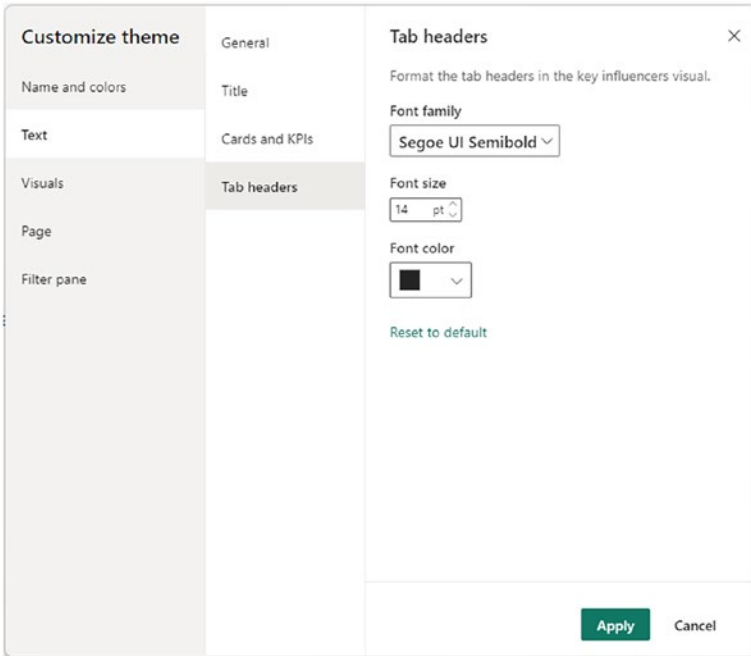 Customize theme
Name and colors
Text
Visuals
Page
Filter pane
General
Title
Cards and KPIs
Tab headers
Tab headers
Format the tab headers in the key influencers visual.
Font family
Segoe UI Semibold
Font size
14 pt
Font color
Reset to default
Apply Cancel